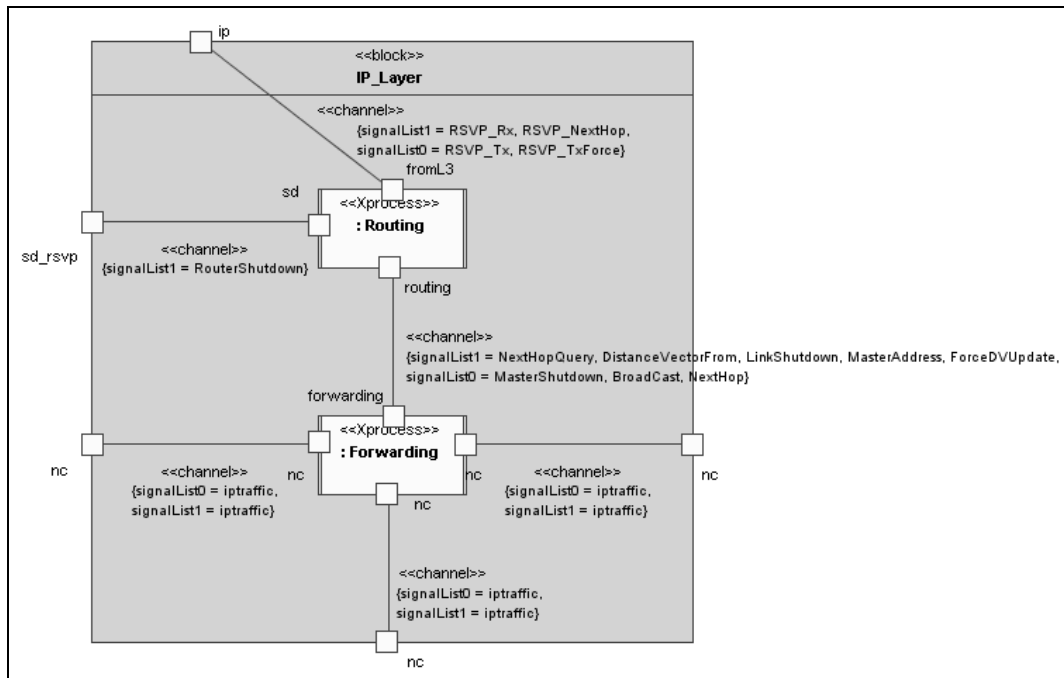 ip
<<block>>
IP_Layer
<<channel>>
{signalList1 = RSVP_Rx, RSVP_NextHop,
signalList0 = RSVP_Tx, RSVP_TxForce}
fromL3
sd
<<Xprocess>>
: Routing
sd_rsvp
<<channel>>
{signalList1 = RouterShutdown}
routing
<<channel>>
{signalList1 = NextHopQuery, DistanceVectorFrom, LinkShutdown, MasterAddress, ForceDVUpdate,
signalList0 = MasterShutdown, BroadCast, NextHop}
forwarding
<<Xprocess>>
: Forwarding
nc
nc
nc
nc
<<channel>>
{signalList0 = iptraffic,
signalList1 = iptraffic}
<<channel>>
{signalList0 = iptraffic,
signalList1 = iptraffic}
nc
<<channel>>
{signalList0 = iptraffic,
signalList1 = iptraffic}
nc